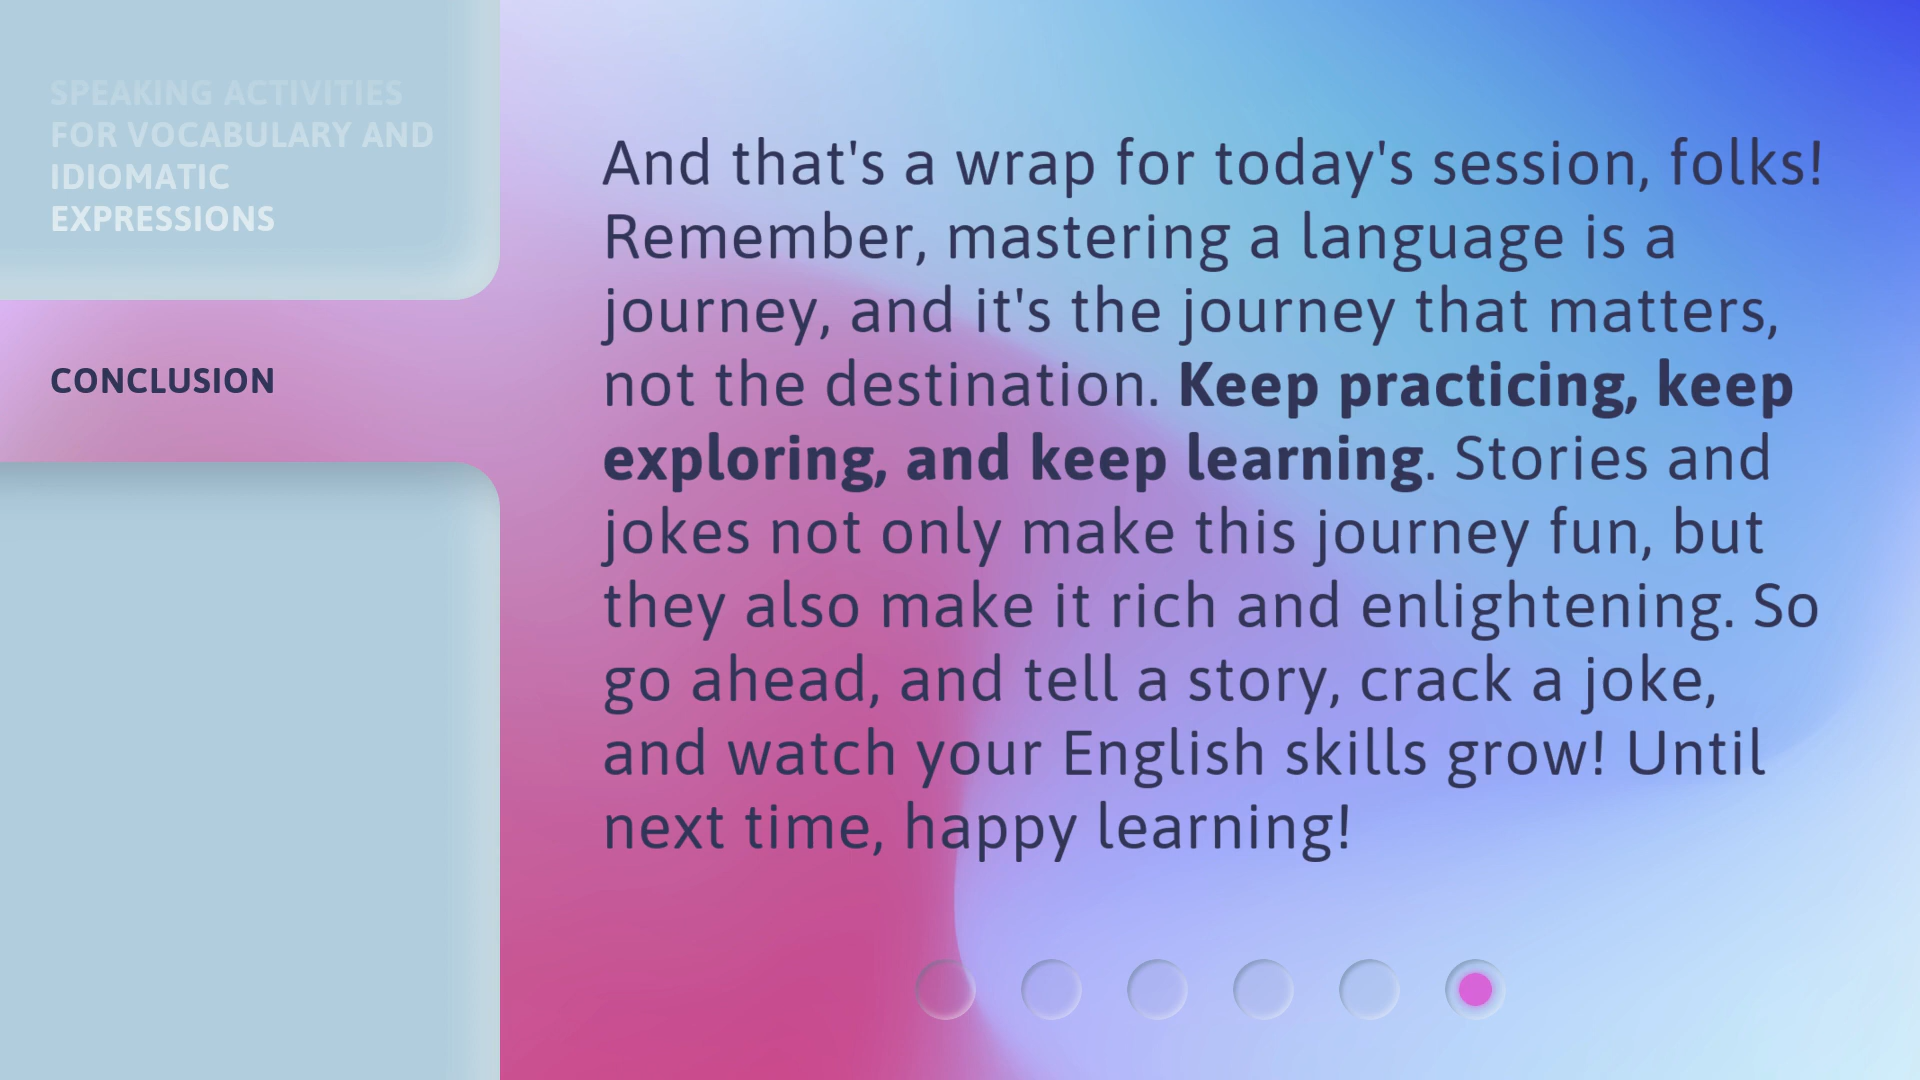 SPEAKING ACTIVITIES
FOR VOCABULARY AND
IDIOMATIC
EXPRESSIONS
CONCLUSION
And that's a wrap for today's session, folks!
Remember, mastering a language is a
journey, and it's the journey that matters,
not the destination. Keep practicing, keep
exploring, and keep learning. Stories and
jokes not only make this journey fun, but
they also make it rich and enlightening. So
go ahead, and tell a story, crack a joke,
and watch your English skills grow! Until
next time, happy learning!